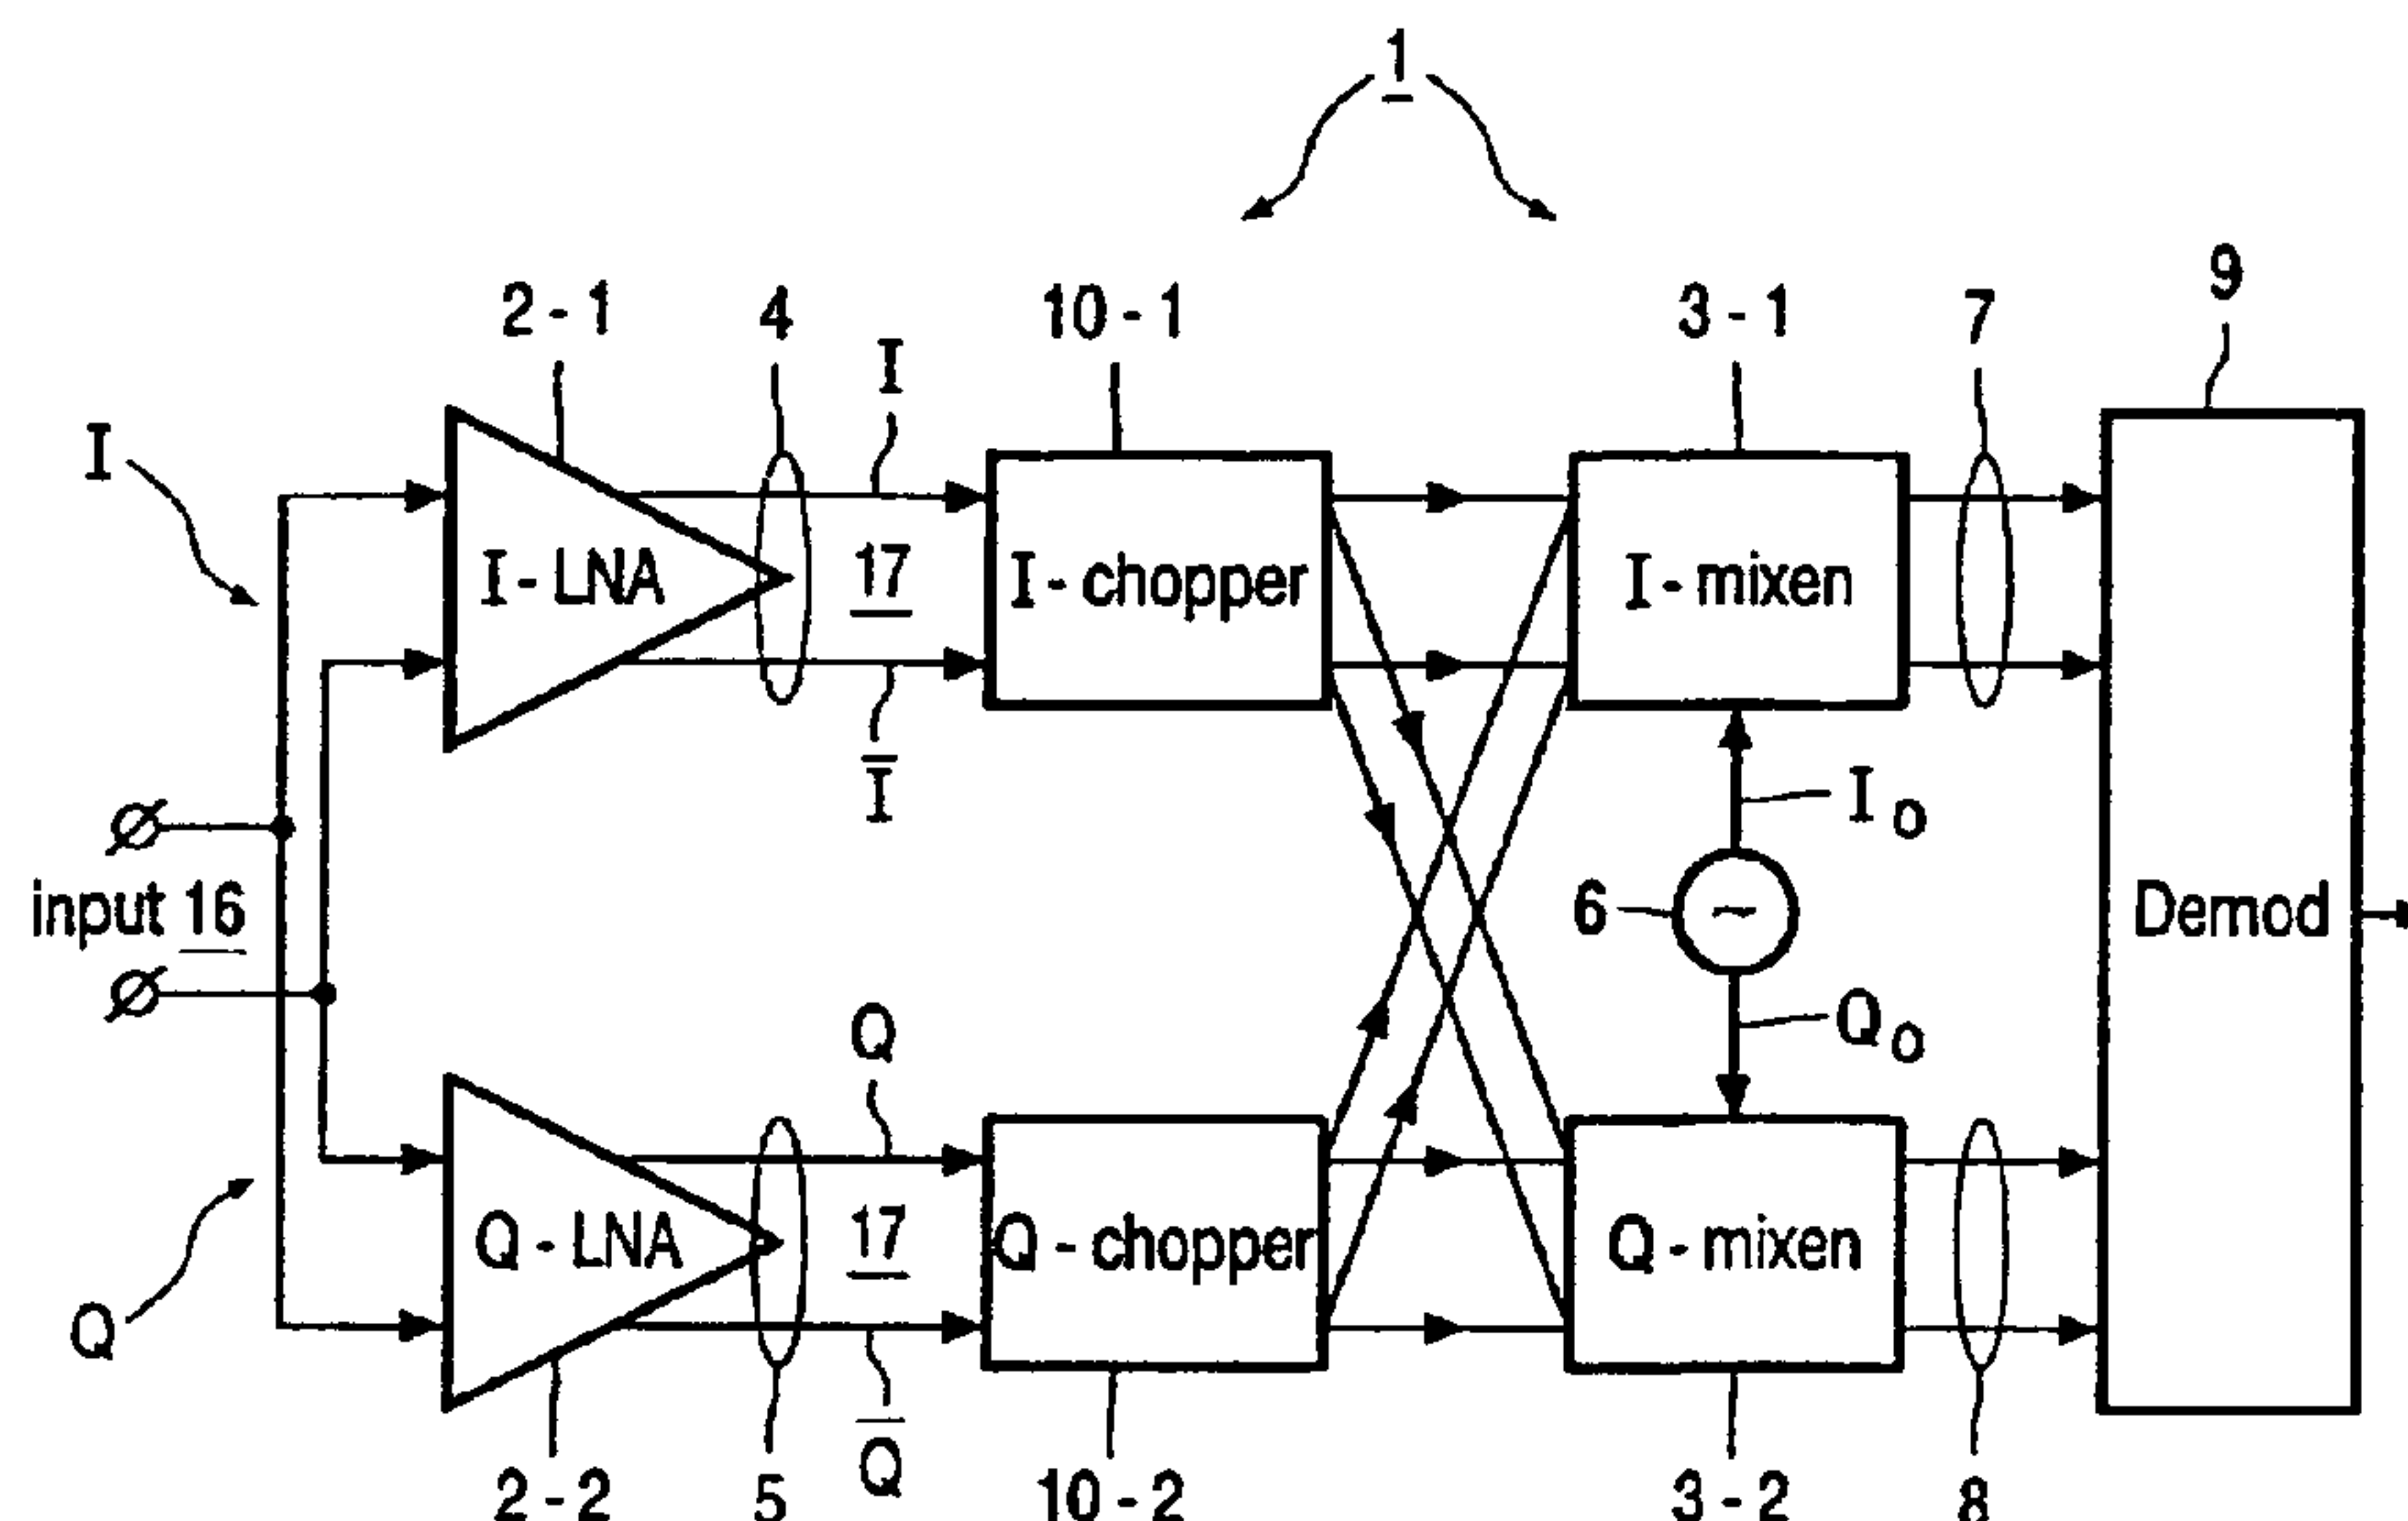 1
9
2-1
4
10-1
3-1
7
I
I
I-LNA
17
I-chopper
I-mixen
I
Io
input 16
6
Demod
Q
Qo
Q-LNA
17
Q-chopper
Q-mixen
Q
Q
2-2
5
10-2
3-2
8